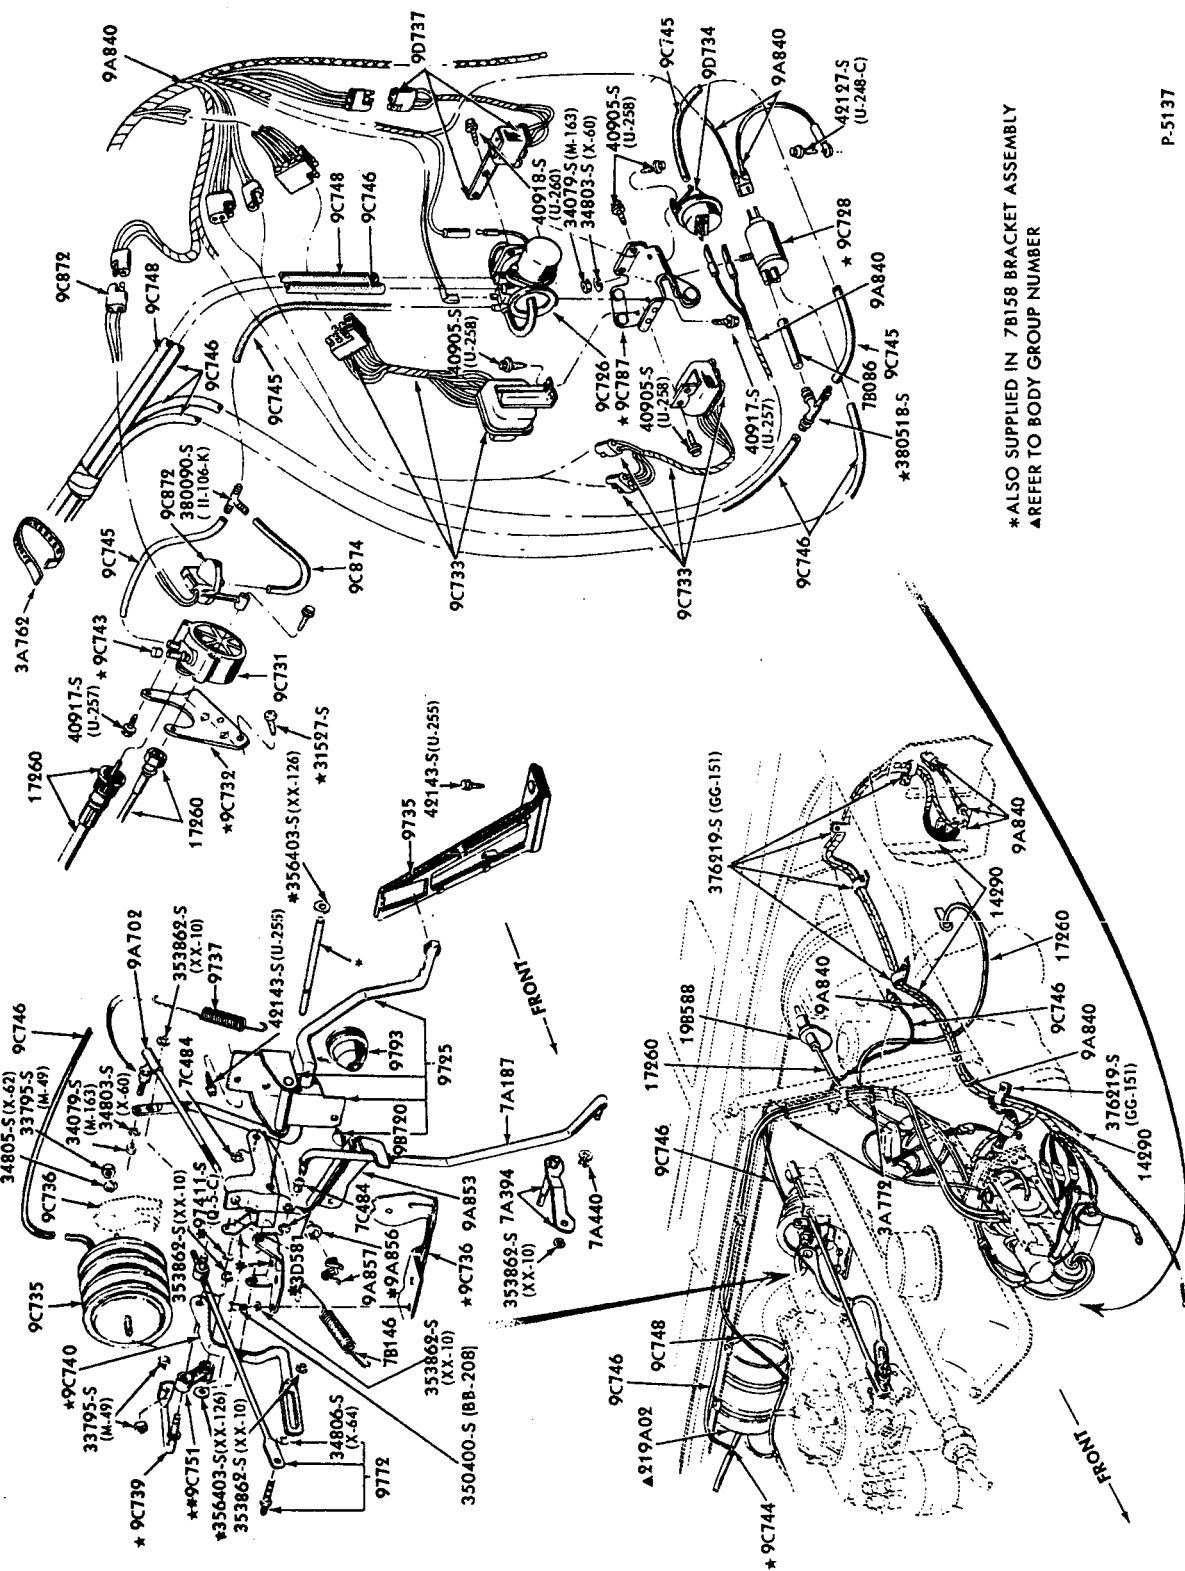 9C735
9C736
34805-S (X-62)
33795-S
(M-49)
34079-S
(M-163)
34803-S
(X-60)
9C746
9A702
353862-S
(XX-10)
9737
7C484
42143-S (U-255)
★356403-S (XX-126)
★
★9C740
33795-S
(M-49)
★9C739
★9C751
★356403-S (XX-126)
353862-S (XX-10)
353862-S (XX-10)
97411-S
(Q-5-C)
34806-S
(X-64)
9772
350400-S (BB-208)
353862-S
(XX-10)
7B146
★3D581
9A857
★9A856
★9C736
7C484
9A853
9B720
9725
9793
7A187
353862-S
(XX-10)
7A394
7A440
9735
42143-S (U-255)
FRONT
17260
40917-S
(U-257)
★9C743
9C745
3A762
17260
★9C732
9C731
★31527-S
9C872
380090-S
(11-106-K)
9C874
9C872
9C748
9C746
9C745
9A840
9C748
9C746
9D737
40918-S
(U-260)
34079-S (M-163)
34803-S (X-60)
40905-S
(U-258)
9C745
9D734
9A840
42127-S
(U-248-C)
★9C728
9A840
40905-S
(U-258)
9C726
★9C787
40905-S
(U-258)
40917-S
(U-257)
7B086
9C745
★380518-S
9C733
9C733
9C746
▲219A02
9C746
9C748
★9C744
9C746
17260
19B588
3A772
9A840
376219-S (GG-151)
14290
9A840
17260
9C746
9A840
376219-S
(GG-151)
14290
FRONT
★ALSO SUPPLIED IN 7B158 BRACKET ASSEMBLY
▲REFER TO BODY GROUP NUMBER
P-5137